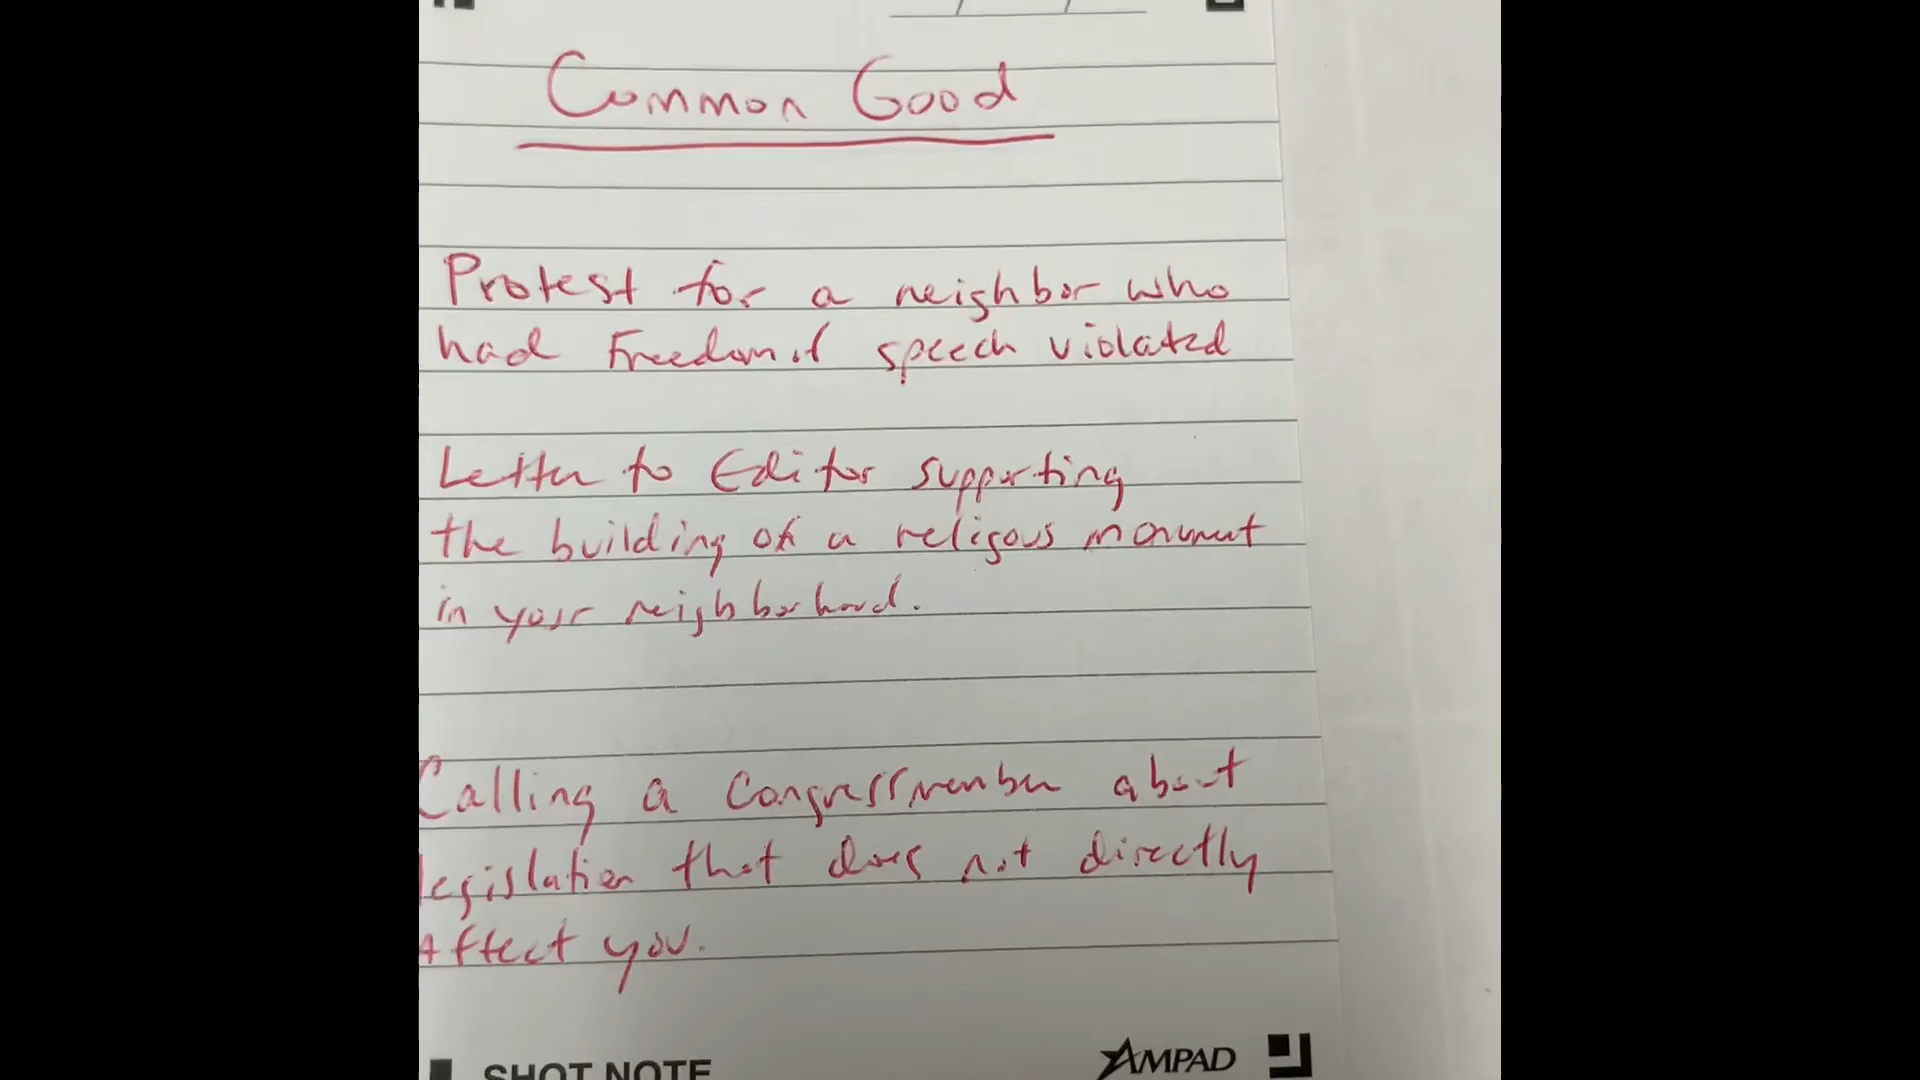 Common Good
Protest for a neighbor who
had Freedom of speech violated
Letter to Editor supporting
the building of a religous monument
in your neighborhood.
Calling a Congressmember about
legislation that does not directly
Affect you.
SHOT NOTE
AMPAD